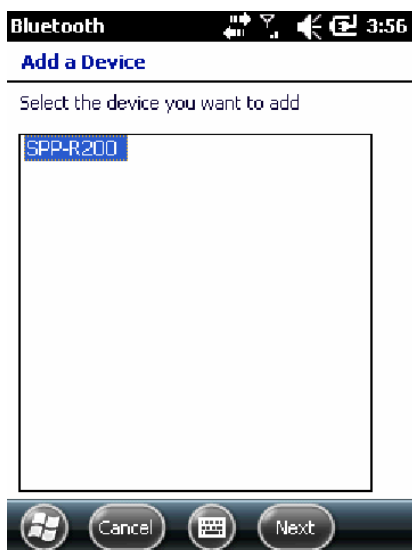 Bluetooth 3:56
Add a Device
Select the device you want to add
SPP-R200
Cancel Next